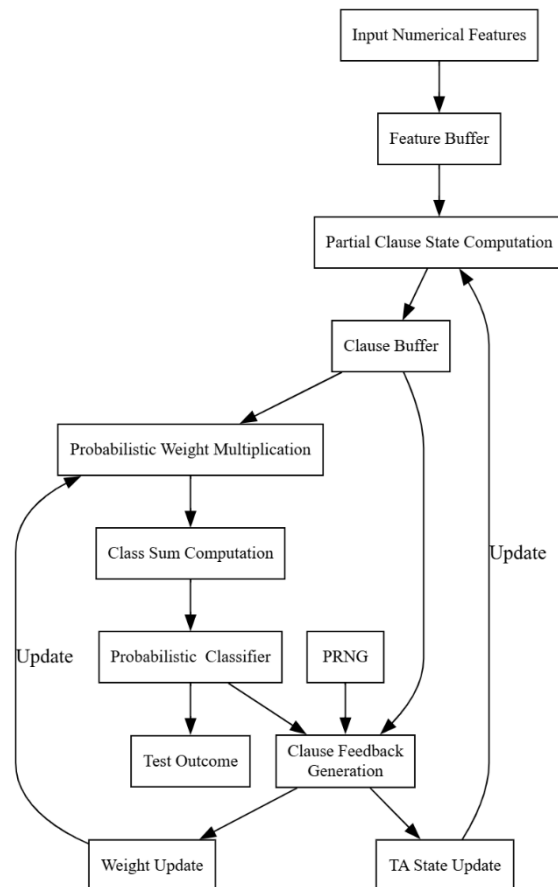 Input Numerical Features
Feature Buffer
Partial Clause State Computation
Clause Buffer
Probabilistic Weight Multiplication
Class Sum Computation
Update
Update
Probabilistic Classifier
PRNG
Test Outcome
Clause Feedback
Generation
Weight Update
TA State Update